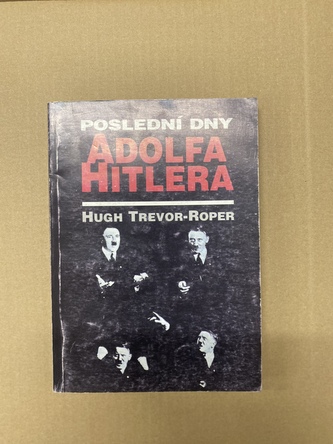 POSLEDNÍ DNY
ADOLFA
HITLERA
HUGH TREVOR-ROPER